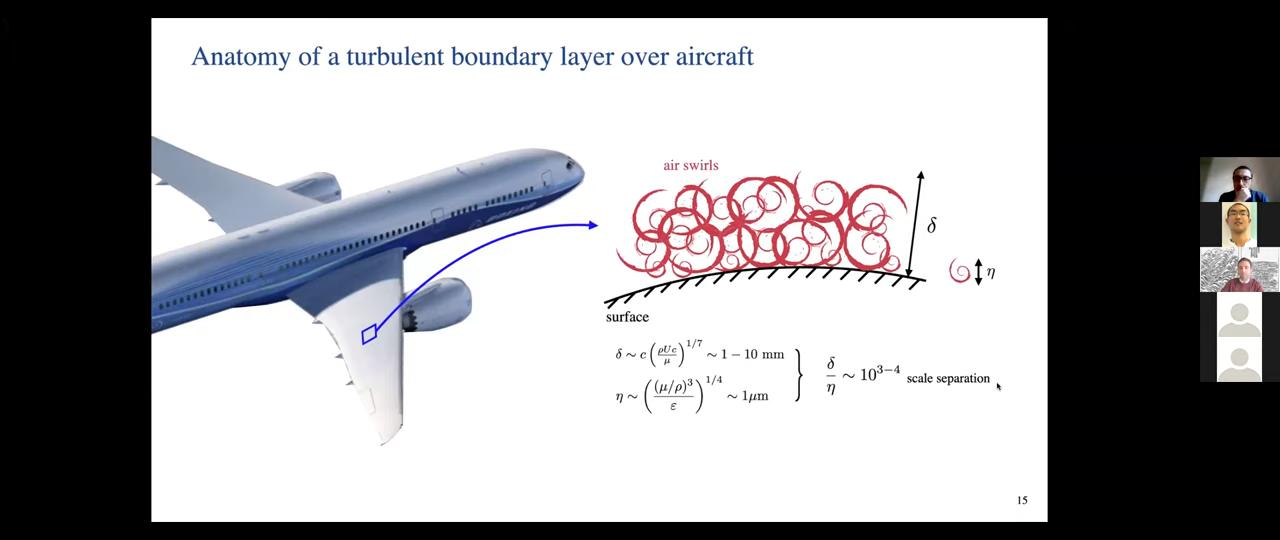 Anatomy of a turbulent boundary layer over aircraft
air swirls
δ
η
surface
δ ∼ c (ρUc/μ)^{1/7} ∼ 1 − 10 mm
η ∼ ((μ/ρ)^3/ε)^{1/4} ∼ 1μm
δ/η ∼ 10^{3−4} scale separation
15